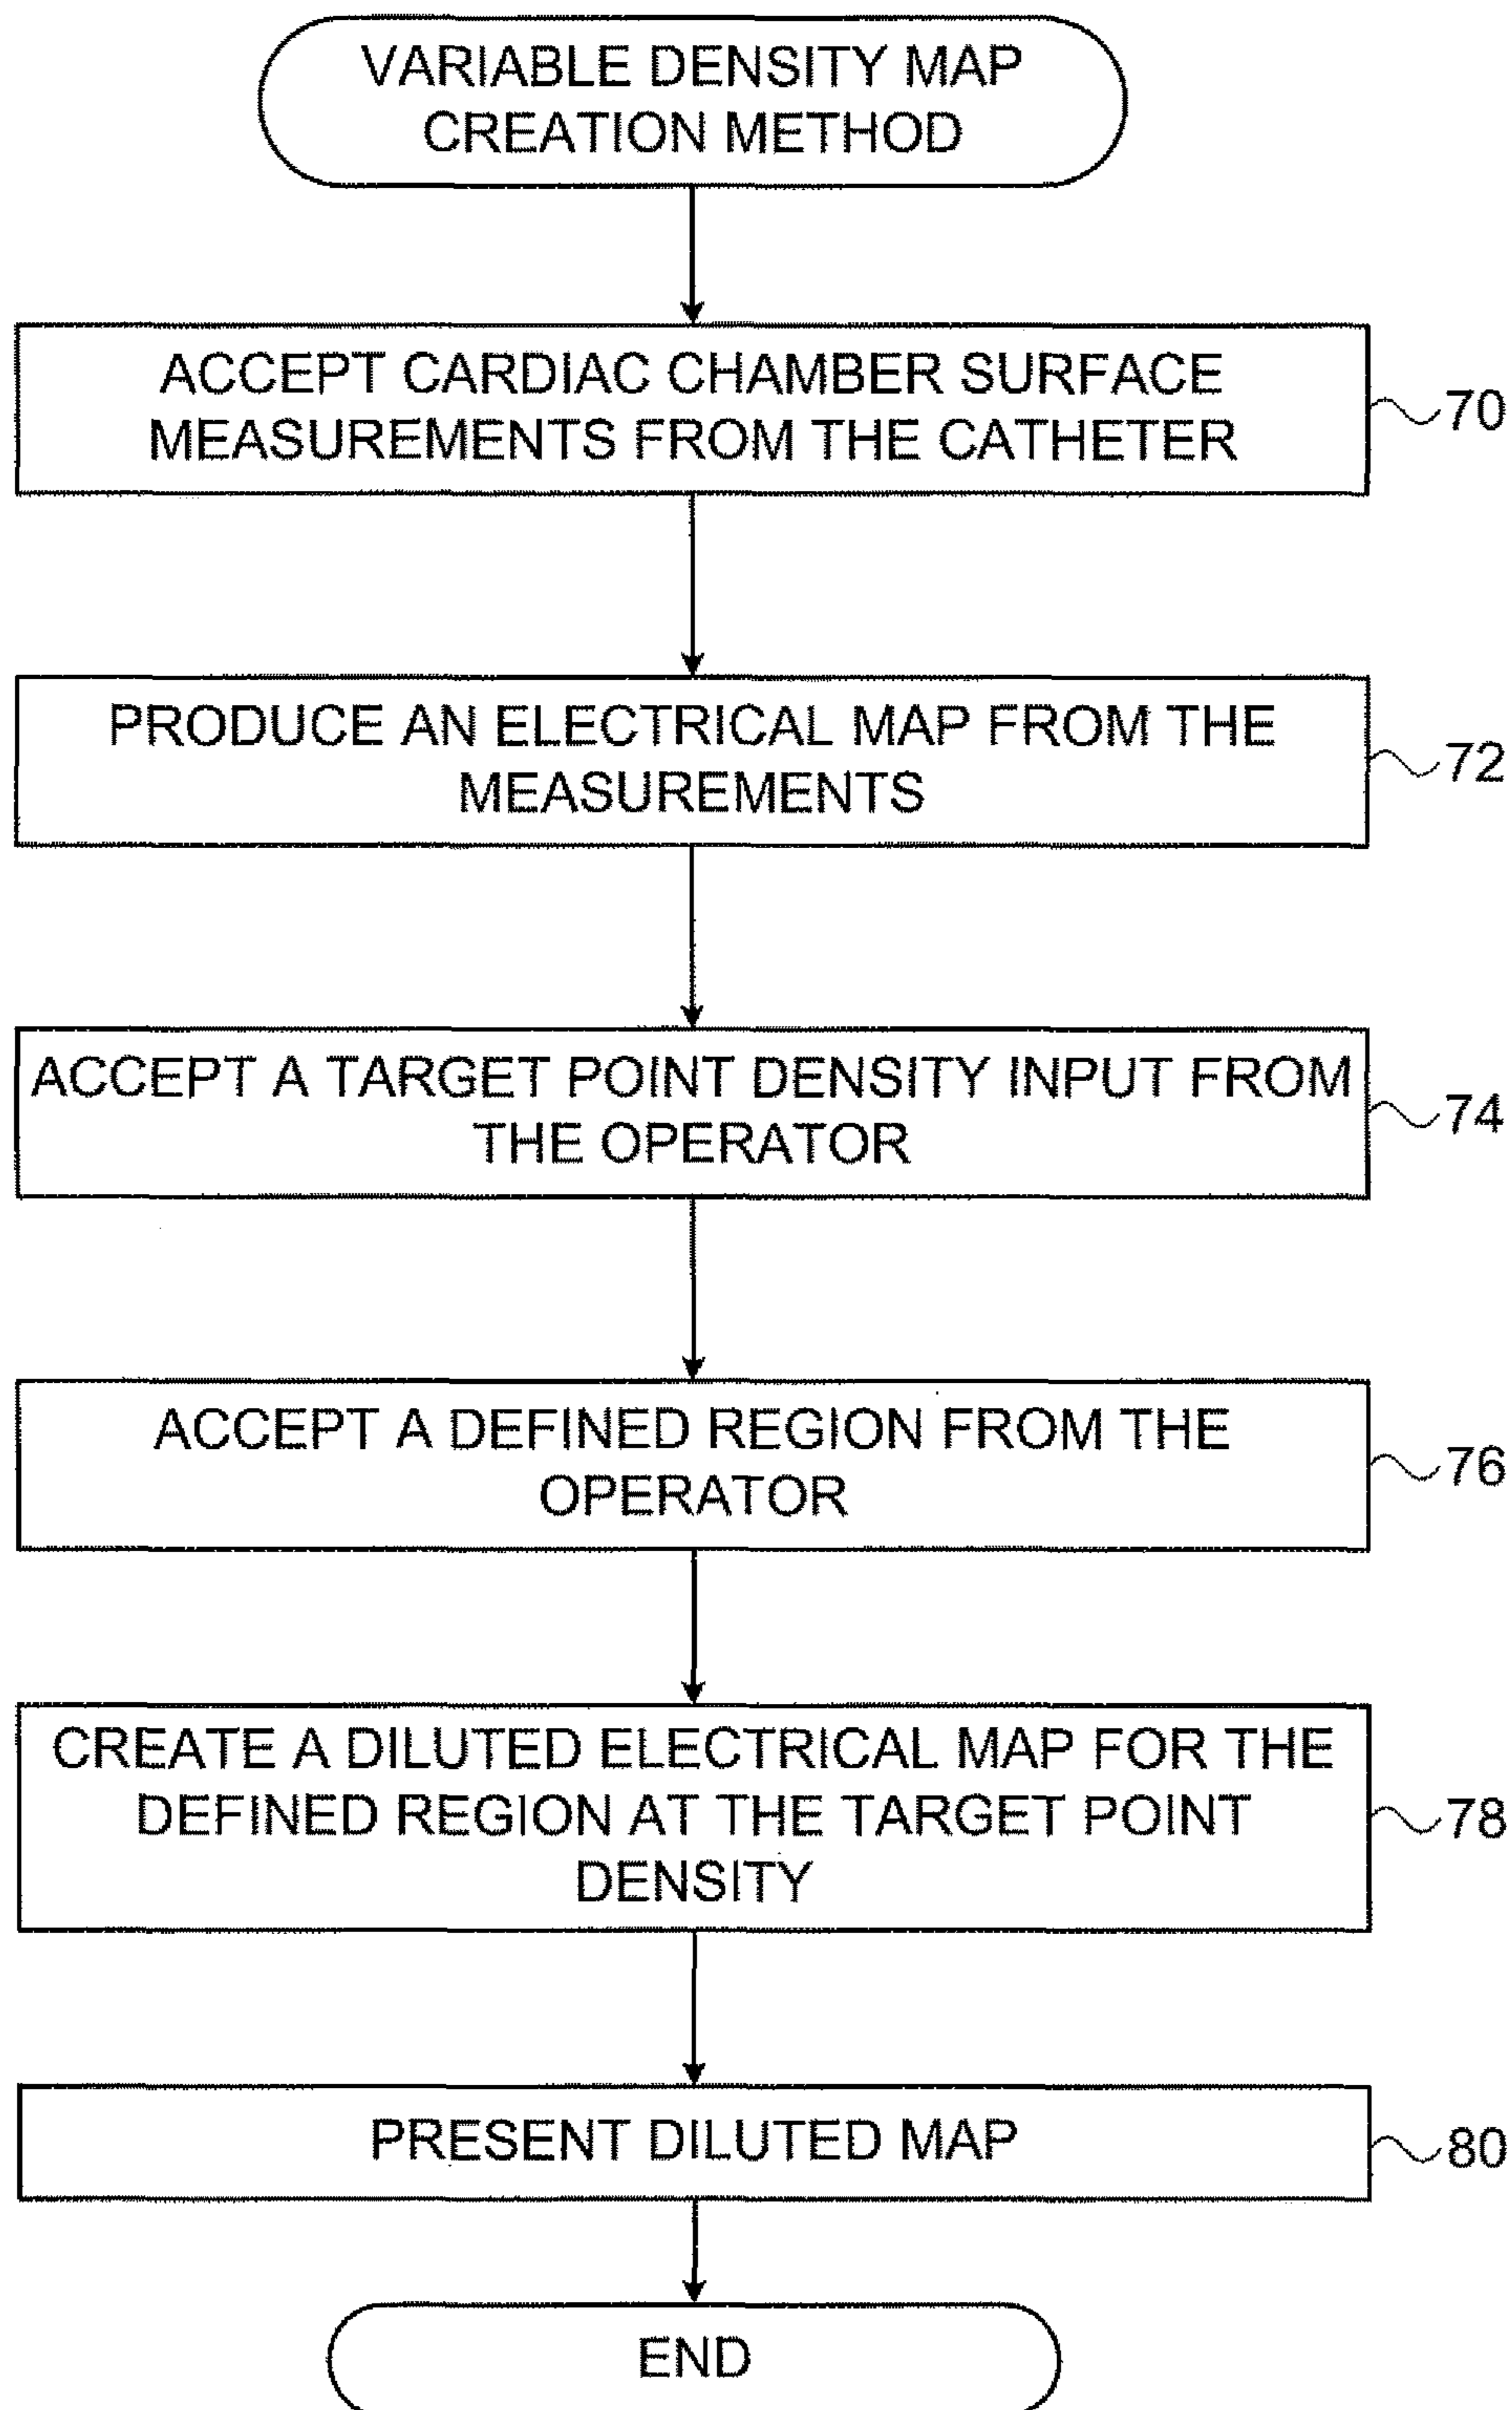 VARIABLE DENSITY MAP
CREATION METHOD
ACCEPT CARDIAC CHAMBER SURFACE
MEASUREMENTS FROM THE CATHETER
70
PRODUCE AN ELECTRICAL MAP FROM THE
MEASUREMENTS
72
ACCEPT A TARGET POINT DENSITY INPUT FROM
THE OPERATOR
74
ACCEPT A DEFINED REGION FROM THE
OPERATOR
76
CREATE A DILUTED ELECTRICAL MAP FOR THE
DEFINED REGION AT THE TARGET POINT
DENSITY
78
PRESENT DILUTED MAP
80
END